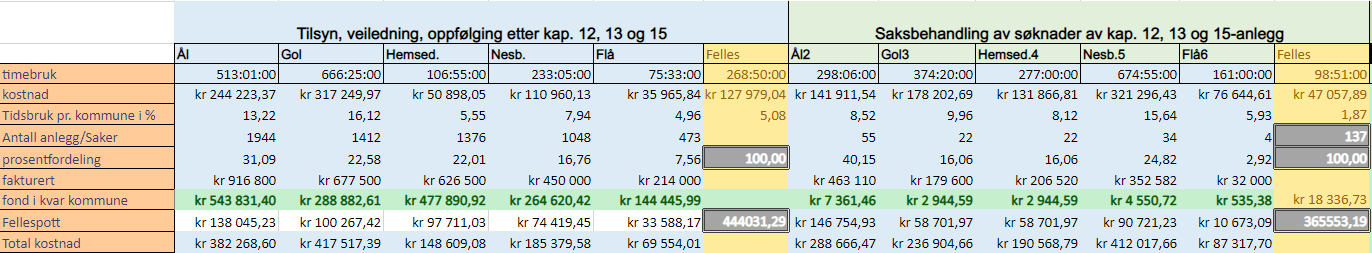 Tilsyn, veiledning, oppfølging etter kap. 12, 13 og 15 Saksbehandling av søknader av kap. 12, 13 og 15-anlegg
Ål Gol Hemsed. Nesb. Flå Felles Ål2 Gol3 Hemsed.4 Nesb.5 Flå6 Felles
timebruk 513:01:00 666:25:00 106:55:00 233:05:00 75:33:00 268:50:00 298:06:00 374:20:00 277:00:00 674:55:00 161:00:00 98:51:00
kostnad kr 244 223,37 kr 317 249,97 kr 50 898,05 kr 110 960,13 kr 35 965,84 kr 127 979,04 kr 141 911,54 kr 178 202,69 kr 131 866,81 kr 321 296,43 kr 76 644,61 kr 47 057,89
Tidsbruk pr. kommune i % 13,22 16,12 5,55 7,94 4,96 5,08 8,52 9,96 8,12 15,64 5,93 1,87
Antall anlegg/Saker 1944 1412 1376 1048 473 55 22 22 34 4 137
prosentfordeling 31,09 22,58 22,01 16,76 7,56 100,00 40,15 16,06 16,06 24,82 2,92 100,00
fakturert kr 916 800 kr 677 500 kr 626 500 kr 450 000 kr 214 000 kr 463 110 kr 179 600 kr 206 520 kr 352 582 kr 32 000
fond i kvar kommune kr 543 831,40 kr 288 882,61 kr 477 890,92 kr 264 620,42 kr 144 445,99 kr 7 361,46 kr 2 944,59 kr 2 944,59 kr 4 550,72 kr 535,38 kr 18 336,73
Fellespott kr 138 045,23 kr 100 267,42 kr 97 711,03 kr 74 419,45 kr 33 588,17 444031,29 kr 146 754,93 kr 58 701,97 kr 58 701,97 kr 90 721,23 kr 10 673,09 365553,19
Total kostnad kr 382 268,60 kr 417 517,39 kr 148 609,08 kr 185 379,58 kr 69 554,01 kr 288 666,47 kr 236 904,66 kr 190 568,79 kr 412 017,66 kr 87 317,70